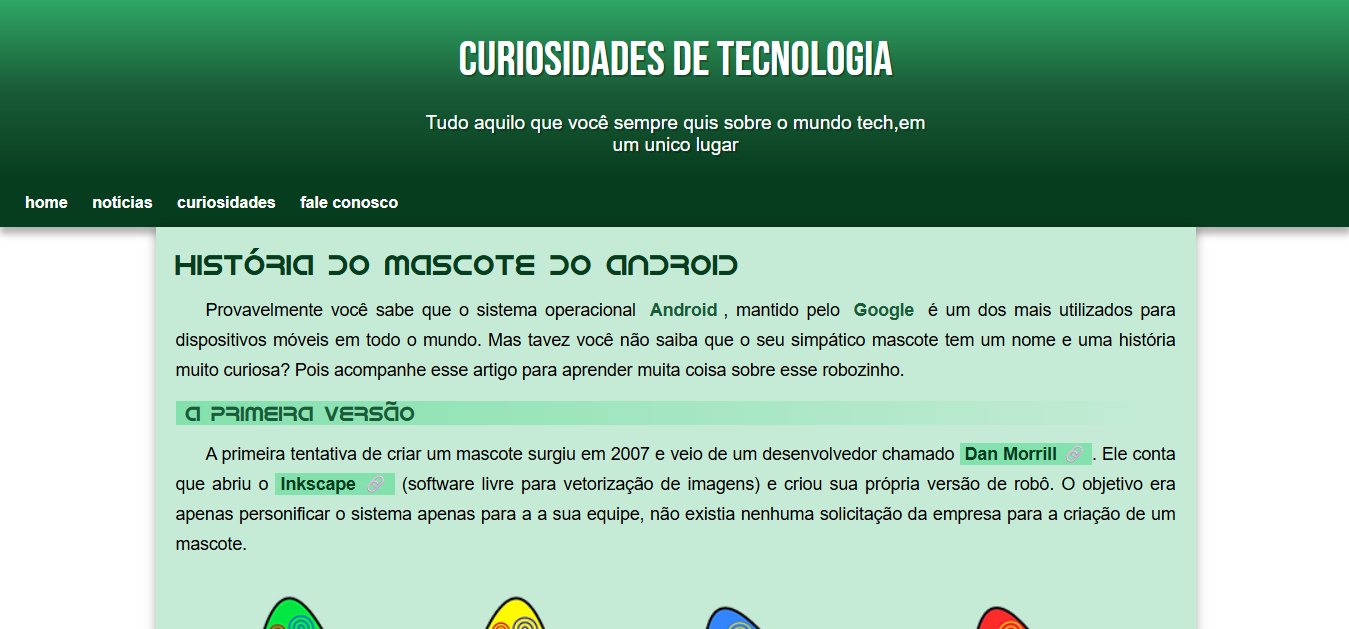 CURIOSIDADES DE TECNOLOGIA
Tudo aquilo que você sempre quis sobre o mundo tech,em
um unico lugar
home notícias curiosidades fale conosco
HISTÓRIA DO MASCOTE DO ANDROID
Provavelmente você sabe que o sistema operacional Android , mantido pelo Google é um dos mais utilizados para
dispositivos móveis em todo o mundo. Mas tavez você não saiba que o seu simpático mascote tem um nome e uma história
muito curiosa? Pois acompanhe esse artigo para aprender muita coisa sobre esse robozinho.
A PRIMEIRA VERSÃO
A primeira tentativa de criar um mascote surgiu em 2007 e veio de um desenvolvedor chamado Dan Morrill 🔗. Ele conta
que abriu o Inkscape 🔗 (software livre para vetorização de imagens) e criou sua própria versão de robô. O objetivo era
apenas personificar o sistema apenas para a a sua equipe, não existia nenhuma solicitação da empresa para a criação de um
mascote.